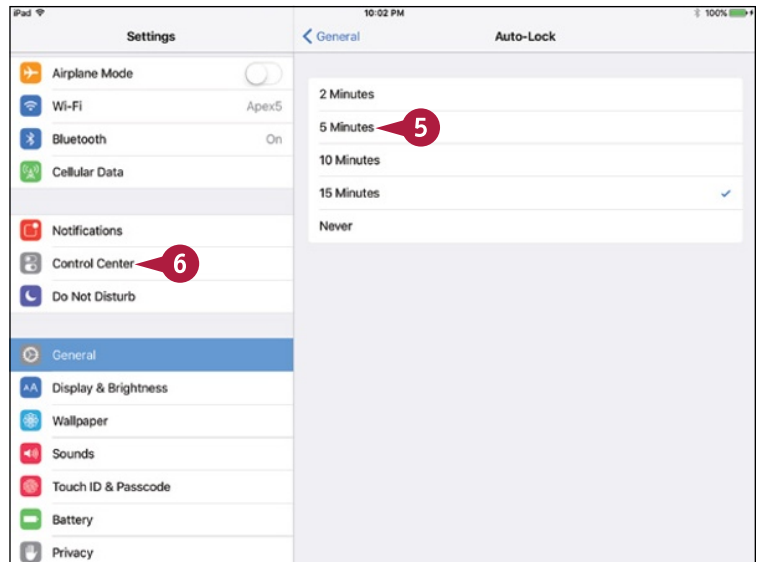 iPad 10:02 PM 100%
Settings
Airplane Mode
Wi-Fi Apex5
Bluetooth On
Cellular Data
Notifications
Control Center 6
Do Not Disturb
General
Display & Brightness
Wallpaper
Sounds
Touch ID & Passcode
Battery
Privacy
General Auto-Lock
2 Minutes
5 Minutes 5
10 Minutes
15 Minutes
Never
AA